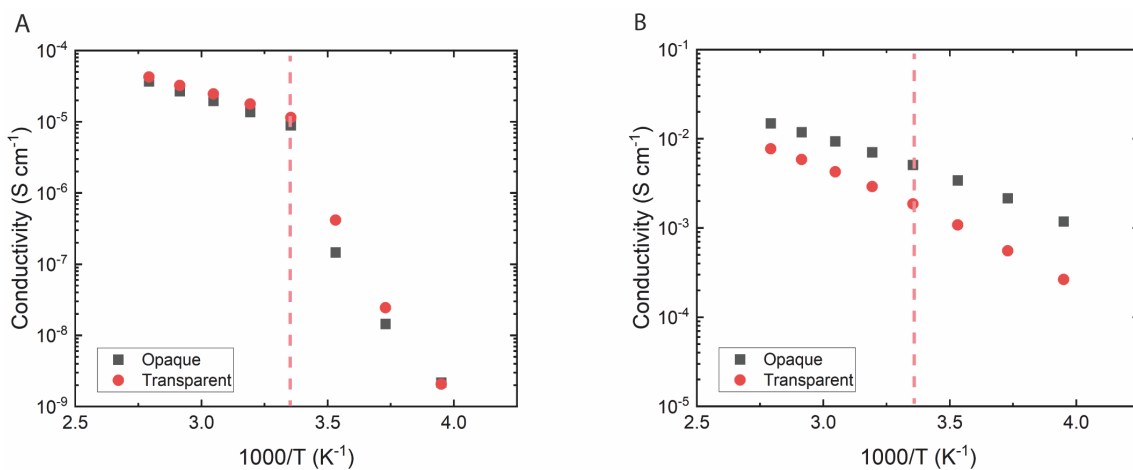 A
Conductivity (S cm⁻¹)
10⁻⁴
10⁻⁵
10⁻⁶
10⁻⁷
10⁻⁸
10⁻⁹
Opaque
Transparent
2.5 3.0 3.5 4.0
1000/T (K⁻¹)
B
Conductivity (S cm⁻¹)
10⁻¹
10⁻²
10⁻³
10⁻⁴
10⁻⁵
Opaque
Transparent
2.5 3.0 3.5 4.0
1000/T (K⁻¹)